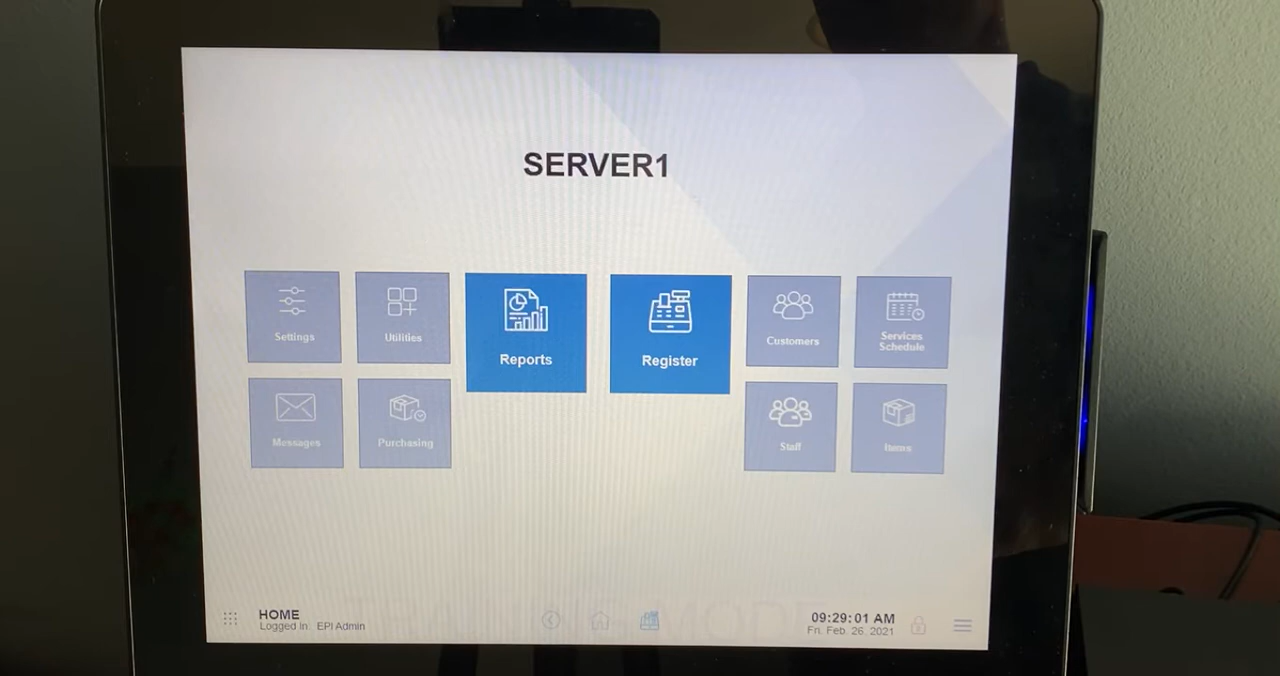 SERVER1
Settings
Utilities
Reports
Register
Customers
Services
Schedule
Messages
Purchasing
Staff
Items
HOME
Logged In: EPI Admin
09:29:01 AM
Fri. Feb. 26. 2021